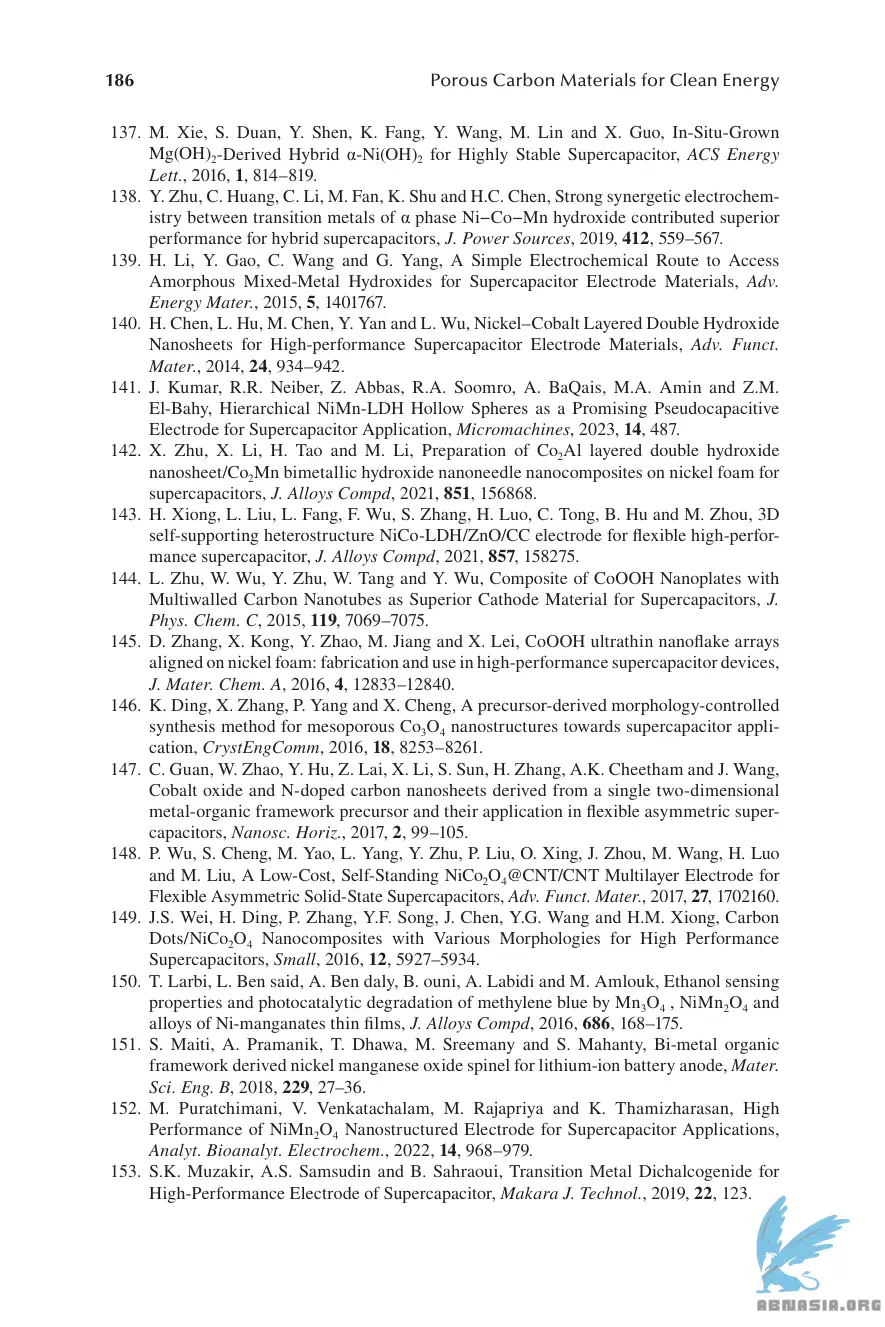 186 Porous Carbon Materials for Clean Energy
137. M. Xie, S. Duan, Y. Shen, K. Fang, Y. Wang, M. Lin and X. Guo, In-Situ-Grown
Mg(OH)₂-Derived Hybrid α-Ni(OH)₂ for Highly Stable Supercapacitor, ACS Energy
Lett., 2016, 1, 814–819.
138. Y. Zhu, C. Huang, C. Li, M. Fan, K. Shu and H.C. Chen, Strong synergetic electrochem-
istry between transition metals of α phase Ni−Co−Mn hydroxide contributed superior
performance for hybrid supercapacitors, J. Power Sources, 2019, 412, 559–567.
139. H. Li, Y. Gao, C. Wang and G. Yang, A Simple Electrochemical Route to Access
Amorphous Mixed-Metal Hydroxides for Supercapacitor Electrode Materials, Adv.
Energy Mater., 2015, 5, 1401767.
140. H. Chen, L. Hu, M. Chen, Y. Yan and L. Wu, Nickel–Cobalt Layered Double Hydroxide
Nanosheets for High-performance Supercapacitor Electrode Materials, Adv. Funct.
Mater., 2014, 24, 934–942.
141. J. Kumar, R.R. Neiber, Z. Abbas, R.A. Soomro, A. BaQais, M.A. Amin and Z.M.
El-Bahy, Hierarchical NiMn-LDH Hollow Spheres as a Promising Pseudocapacitive
Electrode for Supercapacitor Application, Micromachines, 2023, 14, 487.
142. X. Zhu, X. Li, H. Tao and M. Li, Preparation of Co₂Al layered double hydroxide
nanosheet/Co₂Mn bimetallic hydroxide nanoneedle nanocomposites on nickel foam for
supercapacitors, J. Alloys Compd, 2021, 851, 156868.
143. H. Xiong, L. Liu, L. Fang, F. Wu, S. Zhang, H. Luo, C. Tong, B. Hu and M. Zhou, 3D
self-supporting heterostructure NiCo-LDH/ZnO/CC electrode for flexible high-perfor-
mance supercapacitor, J. Alloys Compd, 2021, 857, 158275.
144. L. Zhu, W. Wu, Y. Zhu, W. Tang and Y. Wu, Composite of CoOOH Nanoplates with
Multiwalled Carbon Nanotubes as Superior Cathode Material for Supercapacitors, J.
Phys. Chem. C, 2015, 119, 7069–7075.
145. D. Zhang, X. Kong, Y. Zhao, M. Jiang and X. Lei, CoOOH ultrathin nanoflake arrays
aligned on nickel foam: fabrication and use in high-performance supercapacitor devices,
J. Mater. Chem. A, 2016, 4, 12833–12840.
146. K. Ding, X. Zhang, P. Yang and X. Cheng, A precursor-derived morphology-controlled
synthesis method for mesoporous Co₃O₄ nanostructures towards supercapacitor appli-
cation, CrystEngComm, 2016, 18, 8253–8261.
147. C. Guan, W. Zhao, Y. Hu, Z. Lai, X. Li, S. Sun, H. Zhang, A.K. Cheetham and J. Wang,
Cobalt oxide and N-doped carbon nanosheets derived from a single two-dimensional
metal-organic framework precursor and their application in flexible asymmetric super-
capacitors, Nanosc. Horiz., 2017, 2, 99–105.
148. P. Wu, S. Cheng, M. Yao, L. Yang, Y. Zhu, P. Liu, O. Xing, J. Zhou, M. Wang, H. Luo
and M. Liu, A Low-Cost, Self-Standing NiCo₂O₄@CNT/CNT Multilayer Electrode for
Flexible Asymmetric Solid-State Supercapacitors, Adv. Funct. Mater., 2017, 27, 1702160.
149. J.S. Wei, H. Ding, P. Zhang, Y.F. Song, J. Chen, Y.G. Wang and H.M. Xiong, Carbon
Dots/NiCo₂O₄ Nanocomposites with Various Morphologies for High Performance
Supercapacitors, Small, 2016, 12, 5927–5934.
150. T. Larbi, L. Ben said, A. Ben daly, B. ouni, A. Labidi and M. Amlouk, Ethanol sensing
properties and photocatalytic degradation of methylene blue by Mn₃O₄ , NiMn₂O₄ and
alloys of Ni-manganates thin films, J. Alloys Compd, 2016, 686, 168–175.
151. S. Maiti, A. Pramanik, T. Dhawa, M. Sreemany and S. Mahanty, Bi-metal organic
framework derived nickel manganese oxide spinel for lithium-ion battery anode, Mater.
Sci. Eng. B, 2018, 229, 27–36.
152. M. Puratchimani, V. Venkatachalam, M. Rajapriya and K. Thamizharasan, High
Performance of NiMn₂O₄ Nanostructured Electrode for Supercapacitor Applications,
Analyt. Bioanalyt. Electrochem., 2022, 14, 968–979.
153. S.K. Muzakir, A.S. Samsudin and B. Sahraoui, Transition Metal Dichalcogenide for
High-Performance Electrode of Supercapacitor, Makara J. Technol., 2019, 22, 123.
ABNASIA.ORG